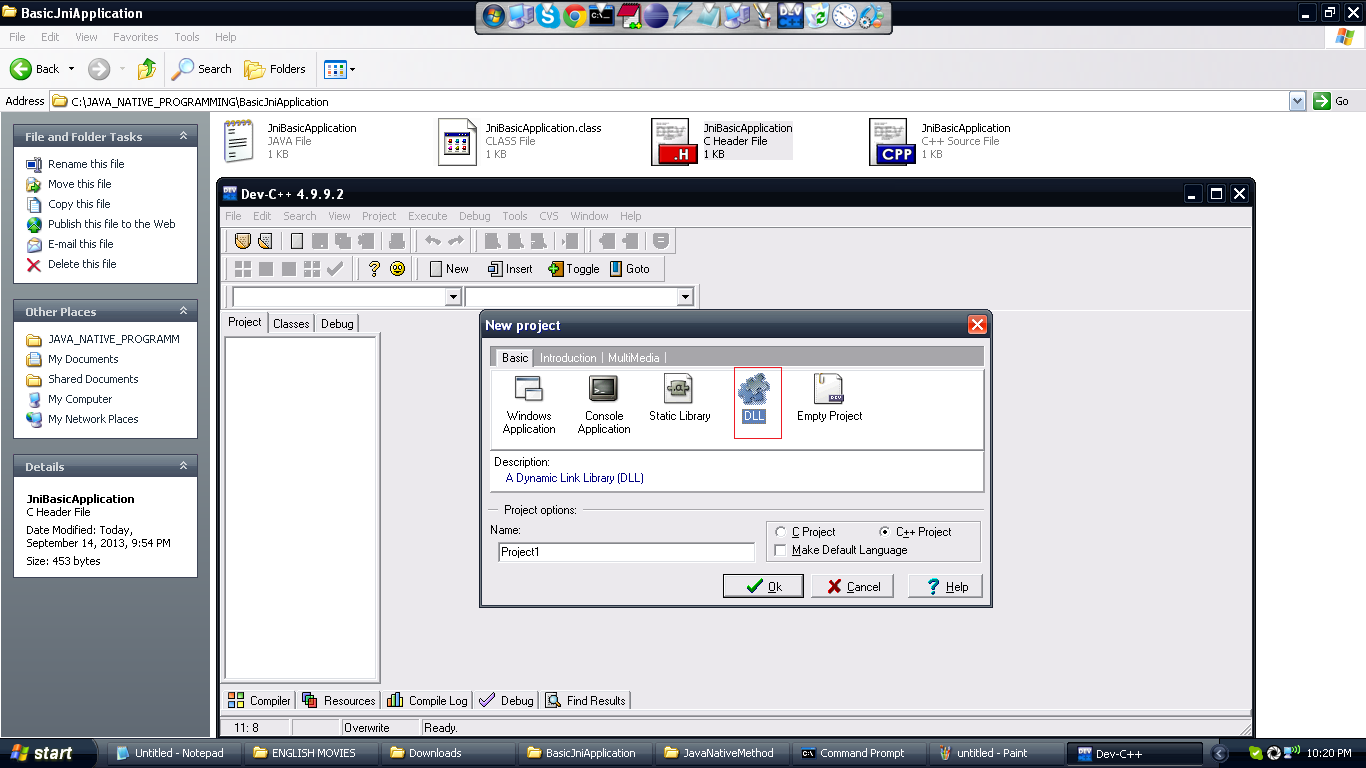 BasicJniApplication
File Edit View Favorites Tools Help
Back Search Folders
Address C:\JAVA_NATIVE_PROGRAMMING\BasicJniApplication Go
File and Folder Tasks
Rename this file
Move this file
Copy this file
Publish this file to the Web
E-mail this file
Delete this file
Other Places
JAVA_NATIVE_PROGRAMM
My Documents
Shared Documents
My Computer
My Network Places
Details
JniBasicApplication
C Header File
Date Modified: Today,
September 14, 2013, 9:54 PM
Size: 453 bytes
JniBasicApplication
JAVA File
1 KB
JniBasicApplication.class
CLASS File
1 KB
DEV
.H
JniBasicApplication
C Header File
1 KB
DEV
CPP
JniBasicApplication
C++ Source File
1 KB
Dev-C++ 4.9.9.2
File Edit Search View Project Execute Debug Tools CVS Window Help
New Insert Toggle Goto
Project Classes Debug
New project
Basic Introduction MultiMedia
Windows Application
Console Application
Static Library
DLL
Empty Project
Description:
A Dynamic Link Library (DLL)
Project options:
Name:
Project1
C Project C++ Project
Make Default Language
Ok Cancel Help
Compiler Resources Compile Log Debug Find Results
11: 8 Overwrite Ready.
start Untitled - Notepad ENGLISH MOVIES Downloads BasicJniApplication JavaNativeMethod Command Prompt untitled - Paint Dev-C++ 10:20 PM